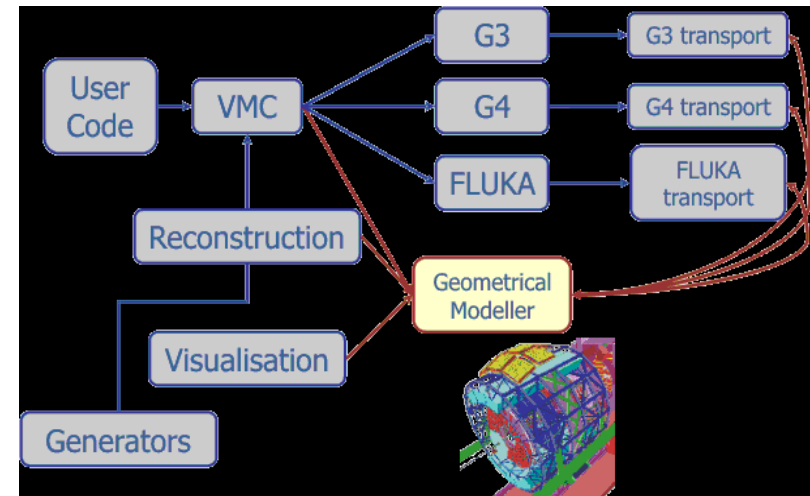 G3
G3 transport
User
Code
VMC
G4
G4 transport
FLUKA
FLUKA
transport
Reconstruction
Geometrical
Modeller
Visualisation
Generators